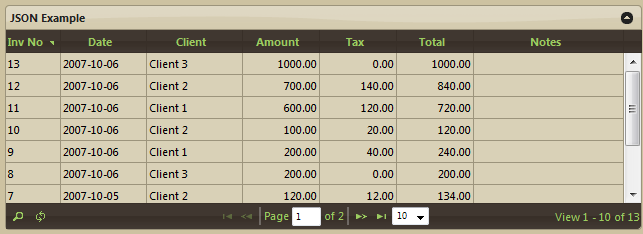 JSON Example
Inv No Date Client Amount Tax Total Notes
13 2007-10-06 Client 3 1000.00 0.00 1000.00
12 2007-10-06 Client 2 700.00 140.00 840.00
11 2007-10-06 Client 1 600.00 120.00 720.00
10 2007-10-06 Client 2 100.00 20.00 120.00
9 2007-10-06 Client 1 200.00 40.00 240.00
8 2007-10-06 Client 3 200.00 0.00 200.00
7 2007-10-05 Client 2 120.00 12.00 134.00
Page 1 of 2 10 View 1 - 10 of 13